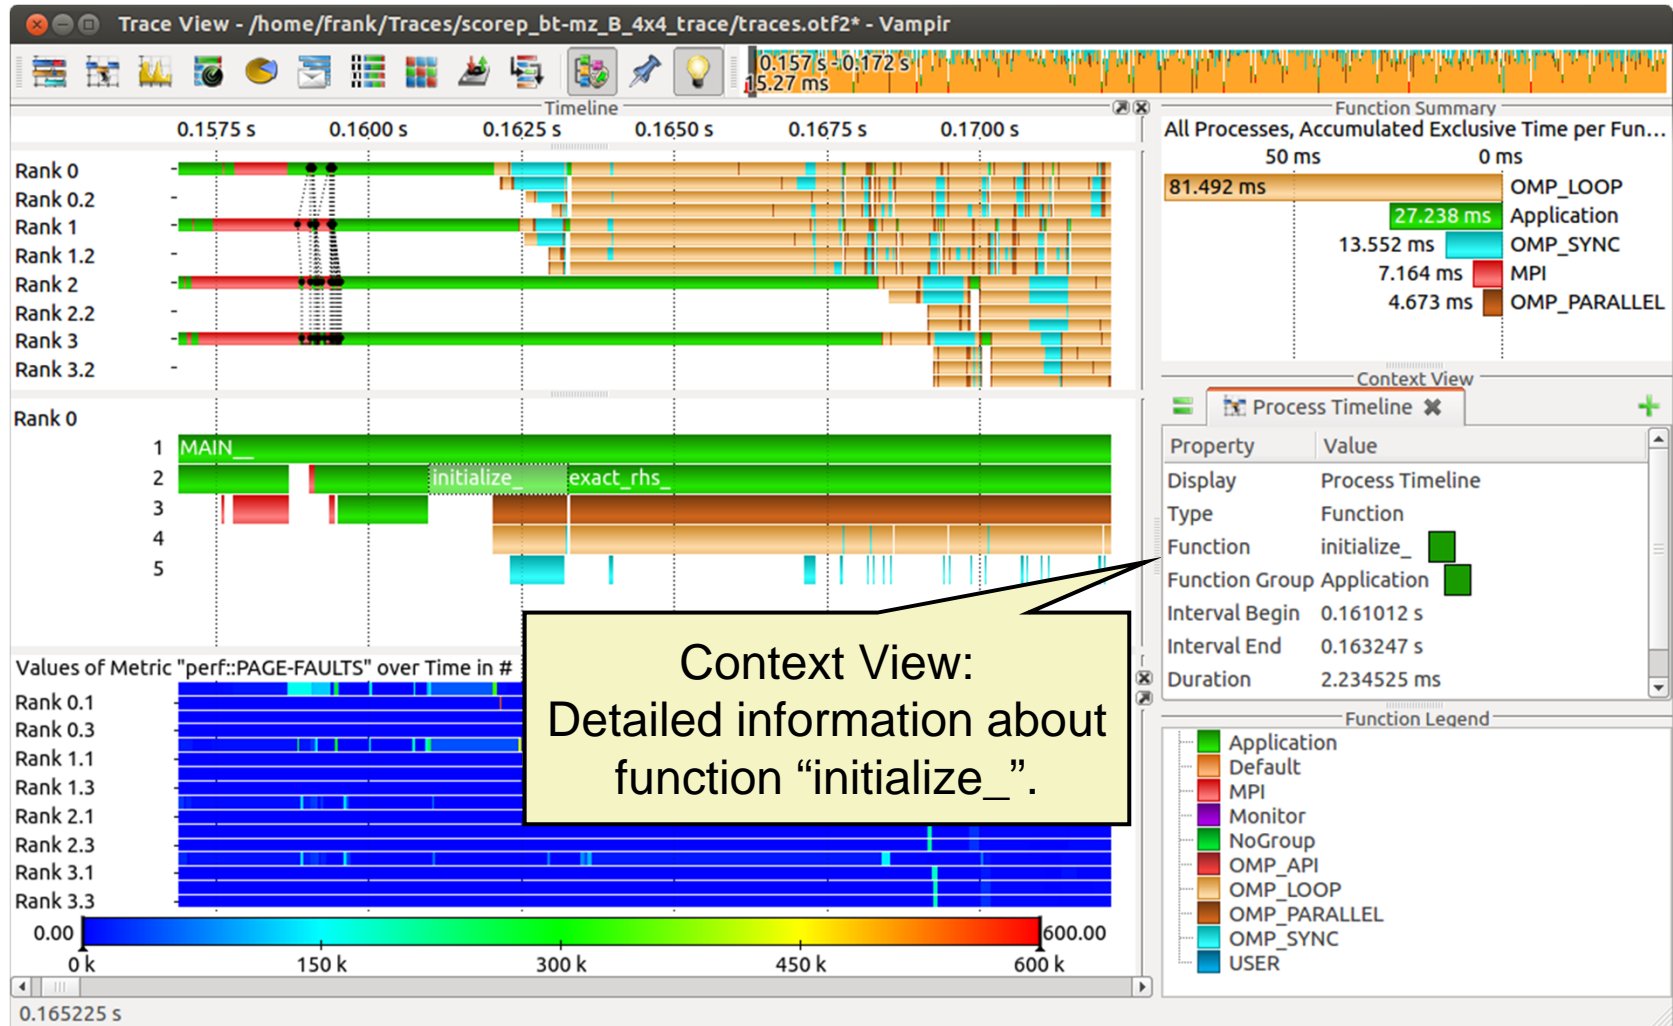 Trace View - /home/frank/Traces/scorep_bt-mz_B_4x4_trace/traces.otf2* - Vampir
0.157 s - 0.172 s
15.27 ms
Timeline
0.1575 s 0.1600 s 0.1625 s 0.1650 s 0.1675 s 0.1700 s
Rank 0
Rank 0.2
Rank 1
Rank 1.2
Rank 2
Rank 2.2
Rank 3
Rank 3.2
Rank 0
1 MAIN__
2 initialize_ exact_rhs_
3
4
5
Values of Metric "perf::PAGE-FAULTS" over Time in #
Rank 0.1
Rank 0.3
Rank 1.1
Rank 1.3
Rank 2.1
Rank 2.3
Rank 3.1
Rank 3.3
0.00 600.00
0 k 150 k 300 k 450 k 600 k
0.165225 s
Context View:
Detailed information about
function “initialize_”.
Function Summary
All Processes, Accumulated Exclusive Time per Fun...
50 ms 0 ms
81.492 ms OMP_LOOP
27.238 ms Application
13.552 ms OMP_SYNC
7.164 ms MPI
4.673 ms OMP_PARALLEL
Context View
Process Timeline
Property Value
Display Process Timeline
Type Function
Function initialize_
Function Group Application
Interval Begin 0.161012 s
Interval End 0.163247 s
Duration 2.234525 ms
Function Legend
Application
Default
MPI
Monitor
NoGroup
OMP_API
OMP_LOOP
OMP_PARALLEL
OMP_SYNC
USER